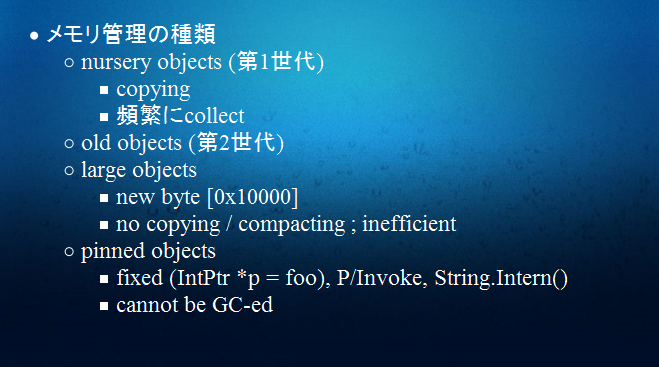 メモリ管理の種類
nursery objects (第1世代)
copying
頻繁にcollect
old objects (第2世代)
large objects
new byte [0x10000]
no copying / compacting ; inefficient
pinned objects
fixed (IntPtr *p = foo), P/Invoke, String.Intern()
cannot be GC-ed